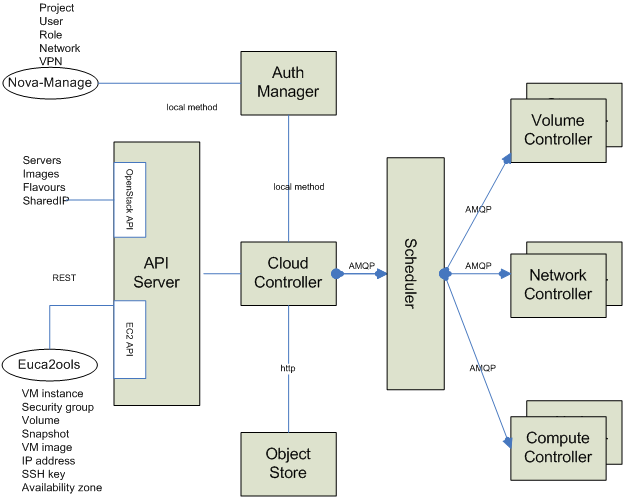 Project
User
Role
Network
VPN
Nova-Manage
local method
Auth
Manager
local method
Servers
Images
Flavours
SharedIP
OpenStack API
REST
API
Server
EC2 API
Euca2ools
VM instance
Security group
Volume
Snapshot
VM image
IP address
SSH key
Availability zone
Cloud
Controller
AMQP
http
Object
Store
Scheduler
AMQP
Volume
Controller
AMQP
Network
Controller
AMQP
Compute
Controller